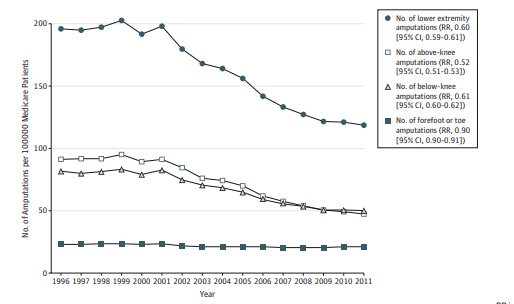 200
150
100
50
0
No. of Amputations per 100000 Medicare Patients
1996 1997 1998 1999 2000 2001 2002 2003 2004 2005 2006 2007 2008 2009 2010 2011
Year
No. of lower extremity
amputations (RR, 0.60
[95% CI, 0.59-0.61])
No. of above-knee
amputations (RR, 0.52
[95% CI, 0.51-0.53])
No. of below-knee
amputations (RR, 0.61
[95% CI, 0.60-0.62])
No. of forefoot or toe
amputations (RR, 0.90
[95% CI, 0.90-0.91])